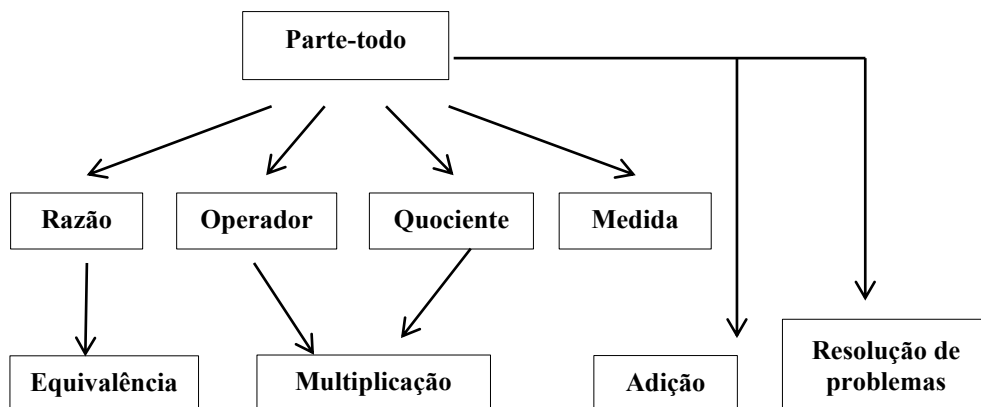 Parte-todo
Razão
Operador
Quociente
Medida
Equivalência
Multiplicação
Adição
Resolução de
problemas